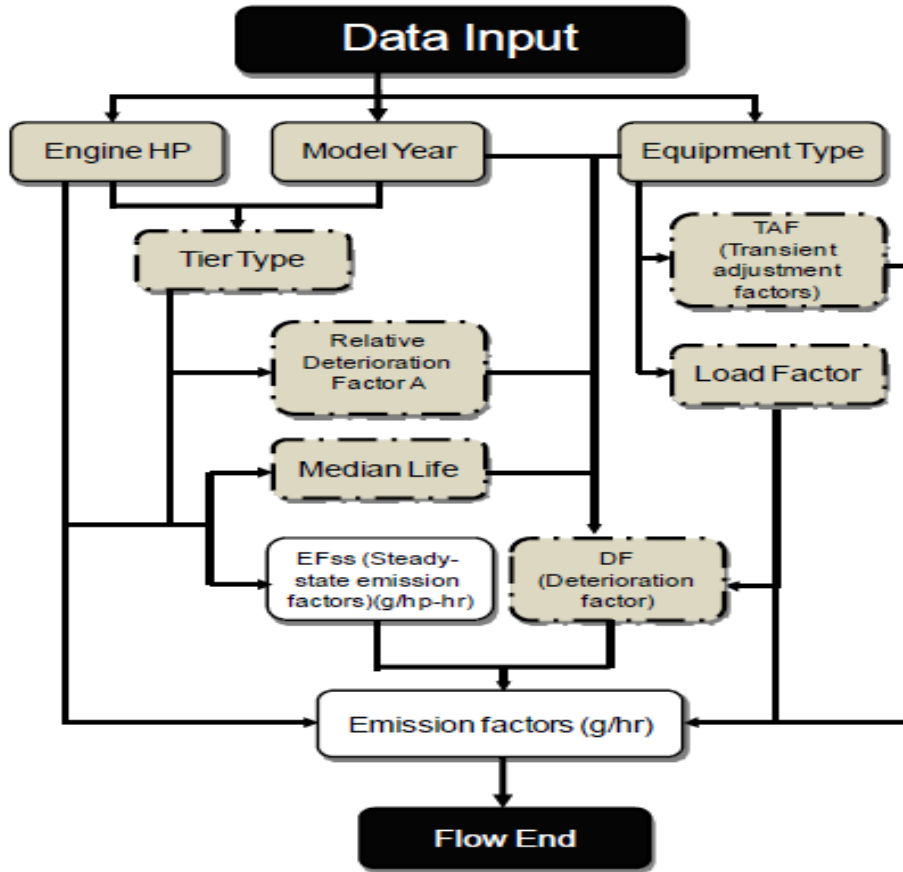 Data Input
Engine HP
Model Year
Equipment Type
Tier Type
TAF
(Transient
adjustment
factors)
Relative
Deterioration
Factor A
Load Factor
Median Life
EFss (Steady-
state emission
factors)(g/hp-hr)
DF
(Deterioration
factor)
Emission factors (g/hr)
Flow End